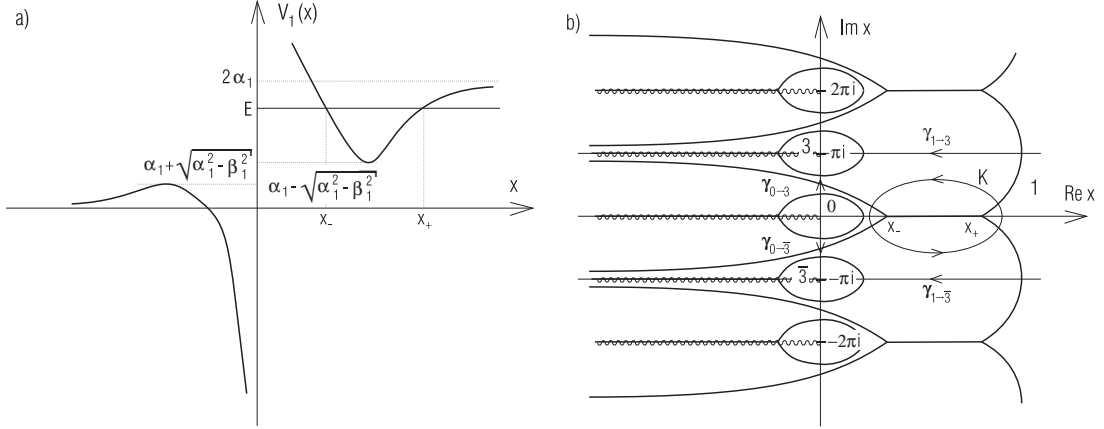 a)
V₁(x)
2α₁
E
α₁+√α₁²-β₁²
α₁-√α₁²-β₁²
x
x₋
x₊
b)
Im x
2πi
3
πi
γ₁₋₃
γ₀₋₃
K
1
0
Re x
x₋
x₊
γ₀₋3̄
3̄
-πi
γ₁₋3̄
-2πi